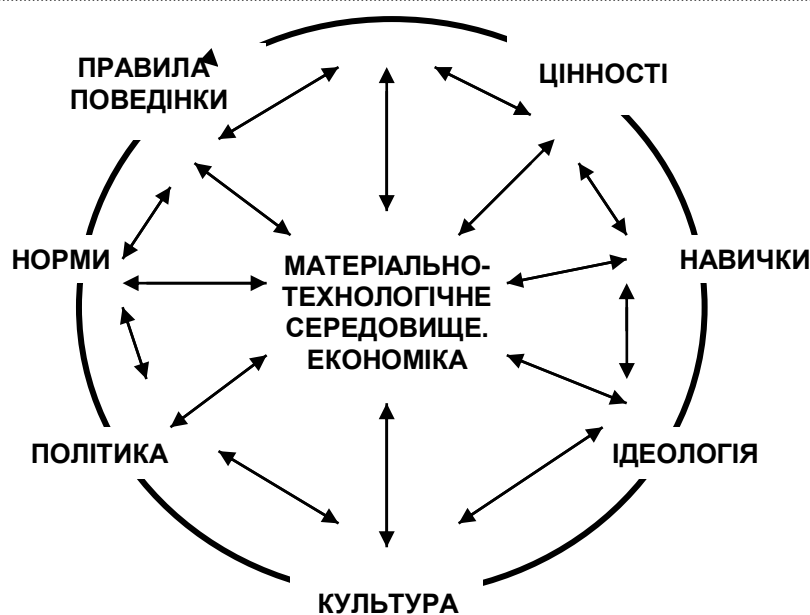 ПРАВИЛА
ПОВЕДІНКИ
ЦІННОСТІ
НОРМИ
МАТЕРІАЛЬНО-
ТЕХНОЛОГІЧНЕ
СЕРЕДОВИЩЕ.
ЕКОНОМІКА
НАВИЧКИ
ПОЛІТИКА
ІДЕОЛОГІЯ
КУЛЬТУРА